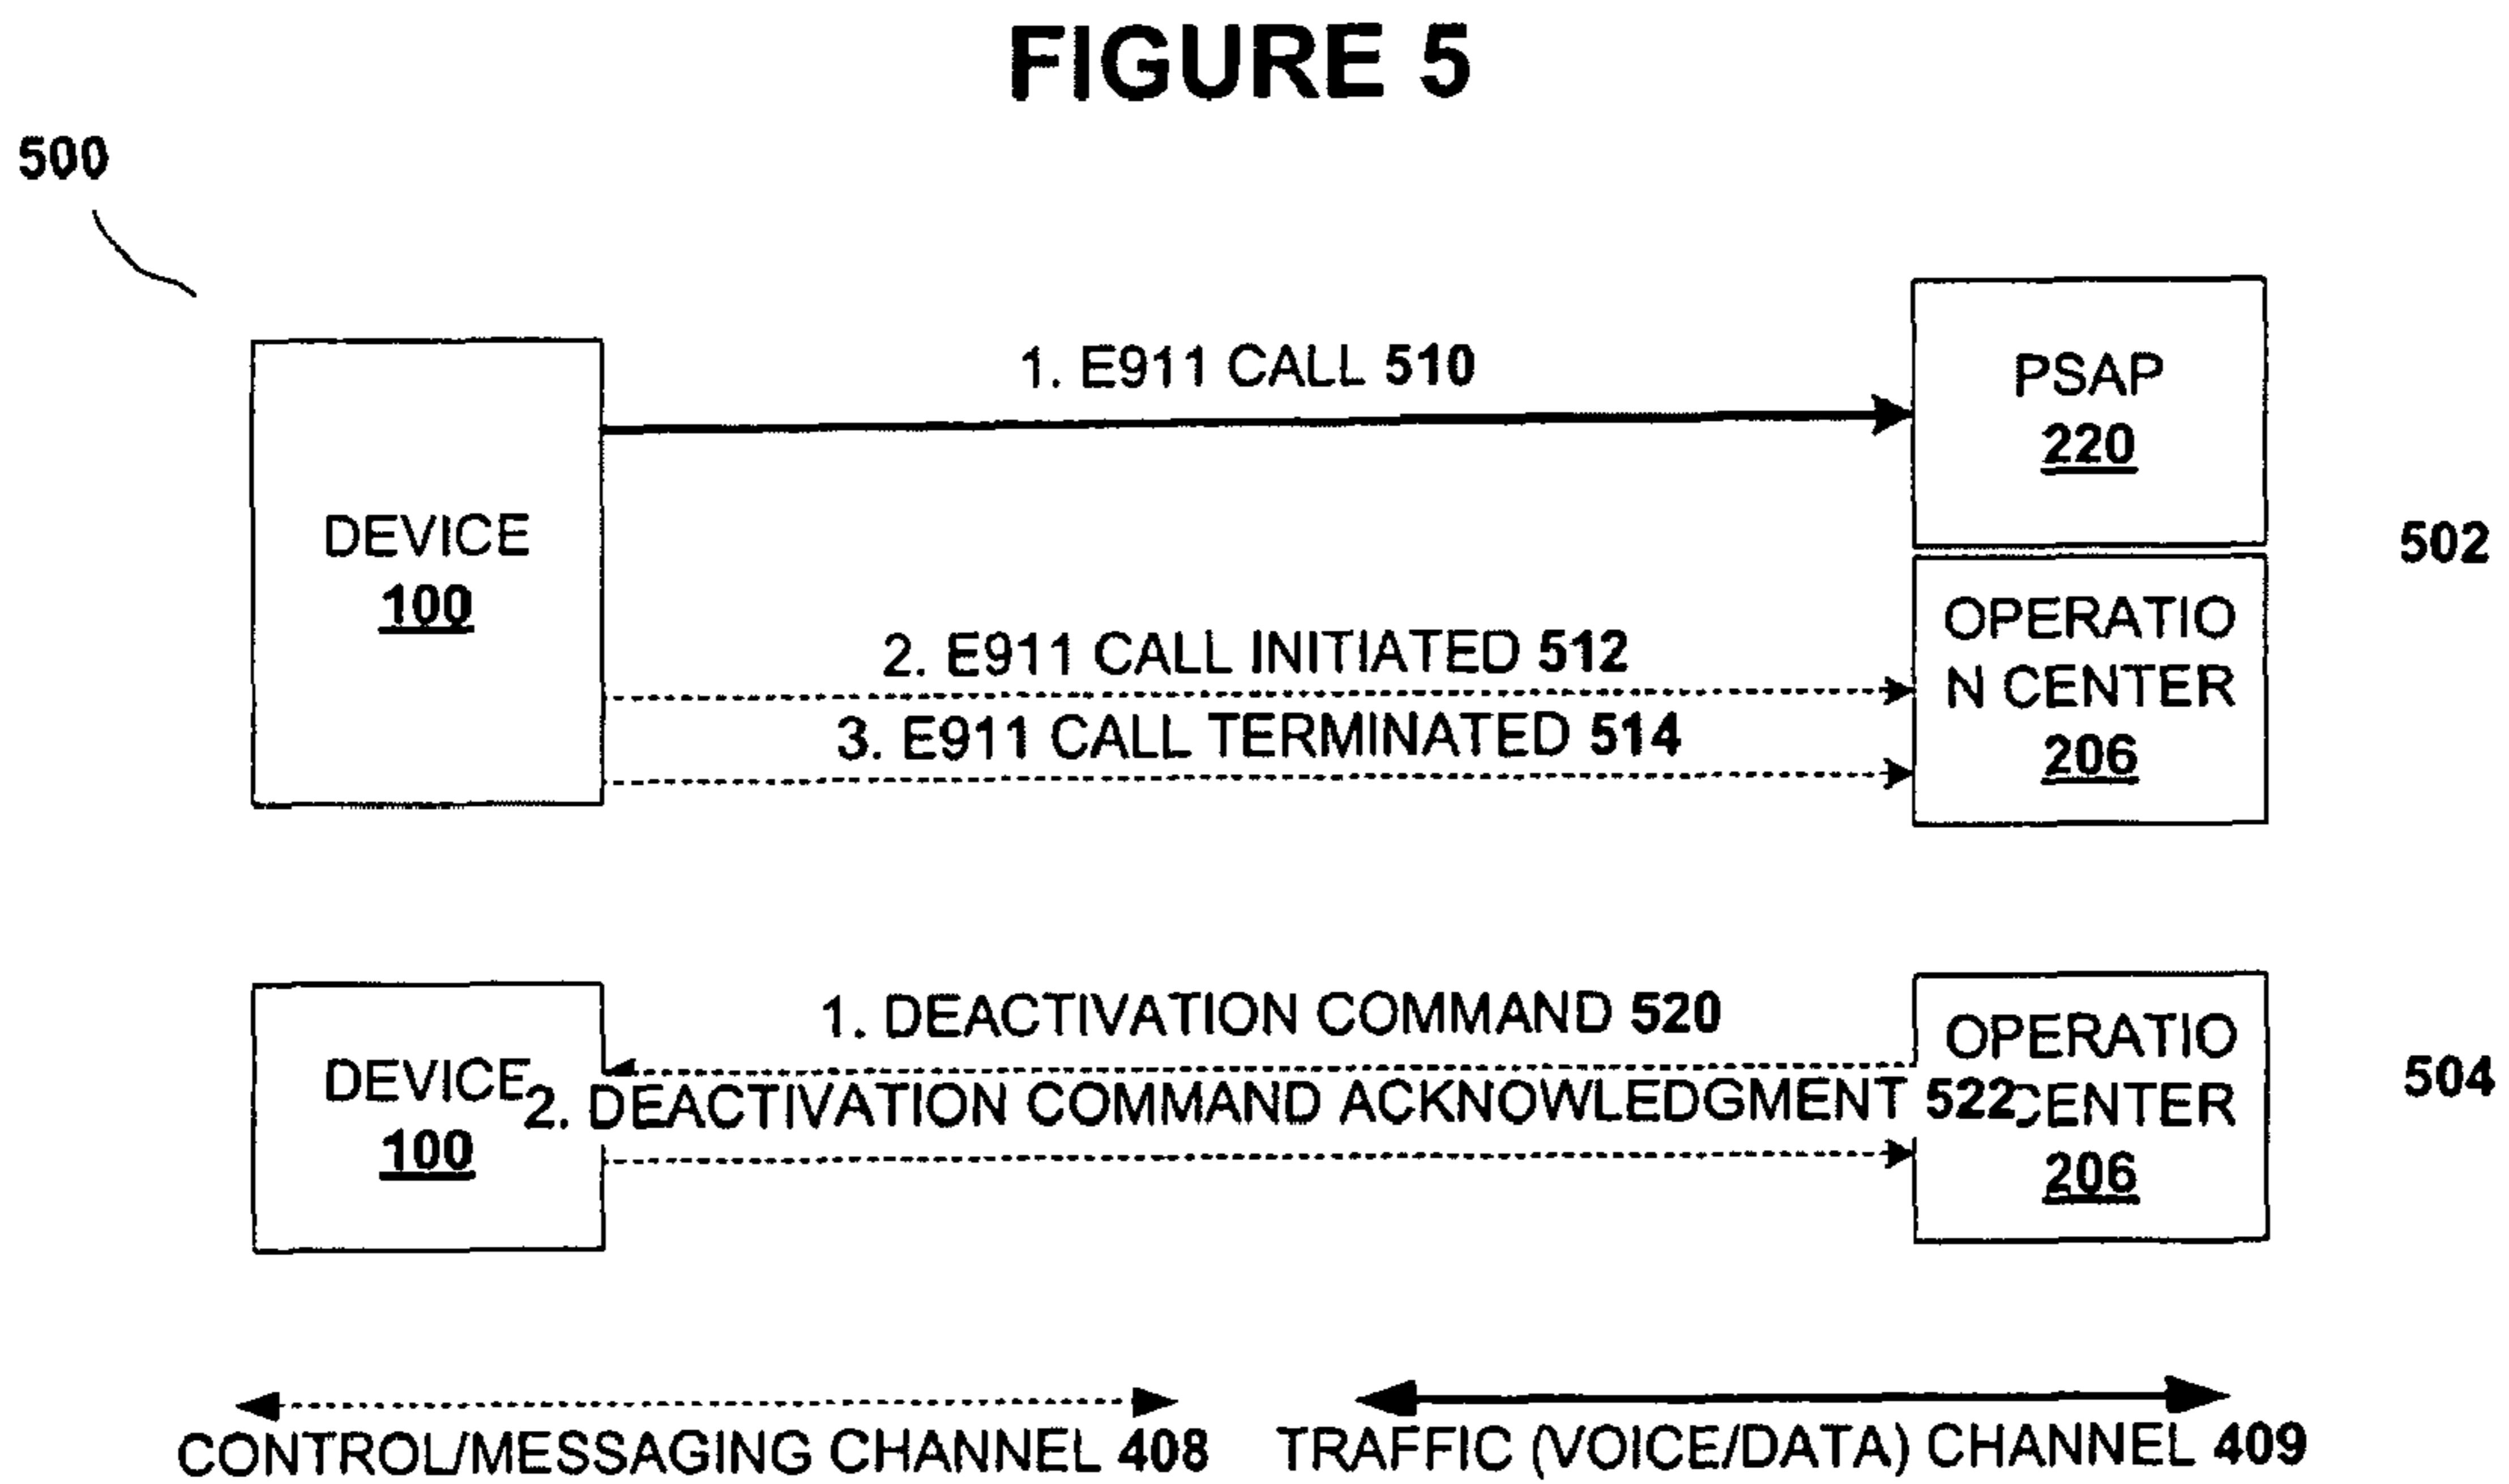 FIGURE 5
500
1. E911 CALL 510
PSAP
220
DEVICE
100
502
OPERATIO
N CENTER
206
2. E911 CALL INITIATED 512
3. E911 CALL TERMINATED 514
1. DEACTIVATION COMMAND 520
OPERATIO
CENTER
206
504
DEVICE
100
2. DEACTIVATION COMMAND ACKNOWLEDGMENT 522
CONTROL/MESSAGING CHANNEL 408
TRAFFIC (VOICE/DATA) CHANNEL 409